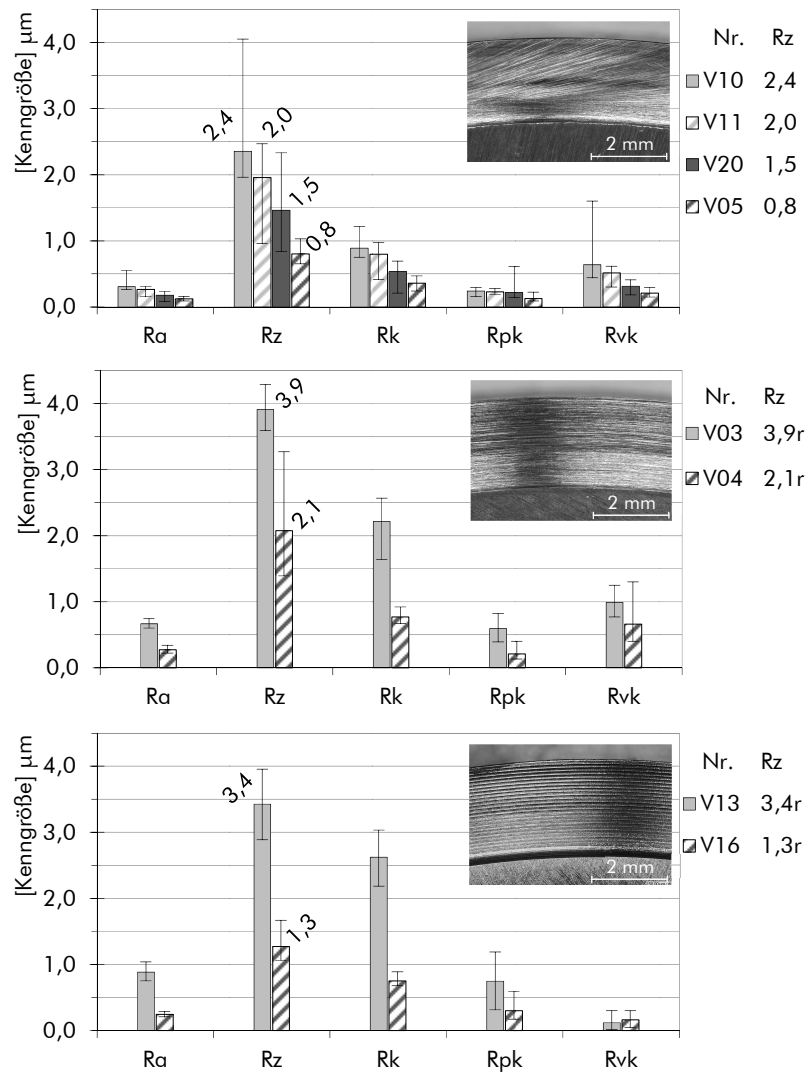 [Kenngröße] µm
4,0
3,0
2,0
1,0
0,0
2,4
2,0
1,5
0,8
Ra Rz Rk Rpk Rvk
2 mm
Nr. Rz
V10 2,4
V11 2,0
V20 1,5
V05 0,8
[Kenngröße] µm
4,0
3,0
2,0
1,0
0,0
3,9
2,1
Ra Rz Rk Rpk Rvk
2 mm
Nr. Rz
V03 3,9r
V04 2,1r
[Kenngröße] µm
4,0
3,0
2,0
1,0
0,0
3,4
1,3
Ra Rz Rk Rpk Rvk
2 mm
Nr. Rz
V13 3,4r
V16 1,3r